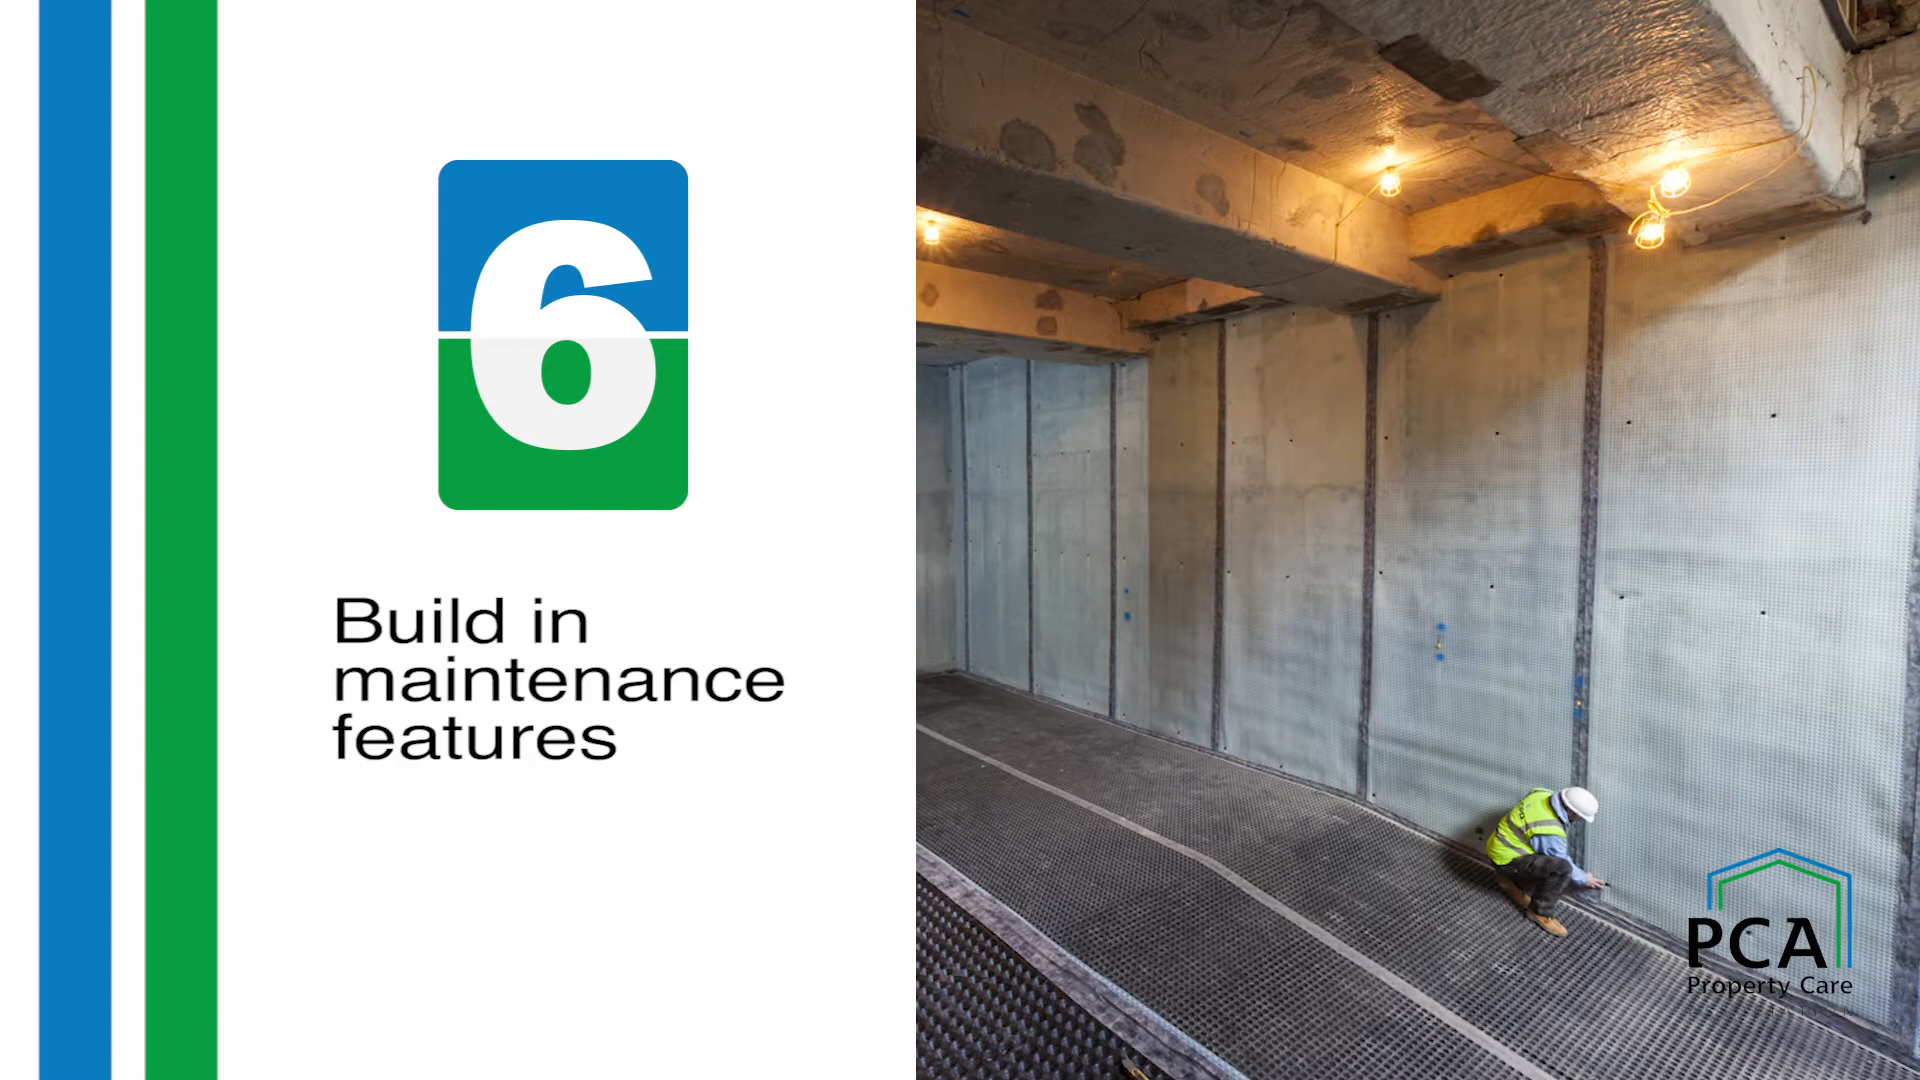 6
Build in
maintenance
features
PCA
Property Care